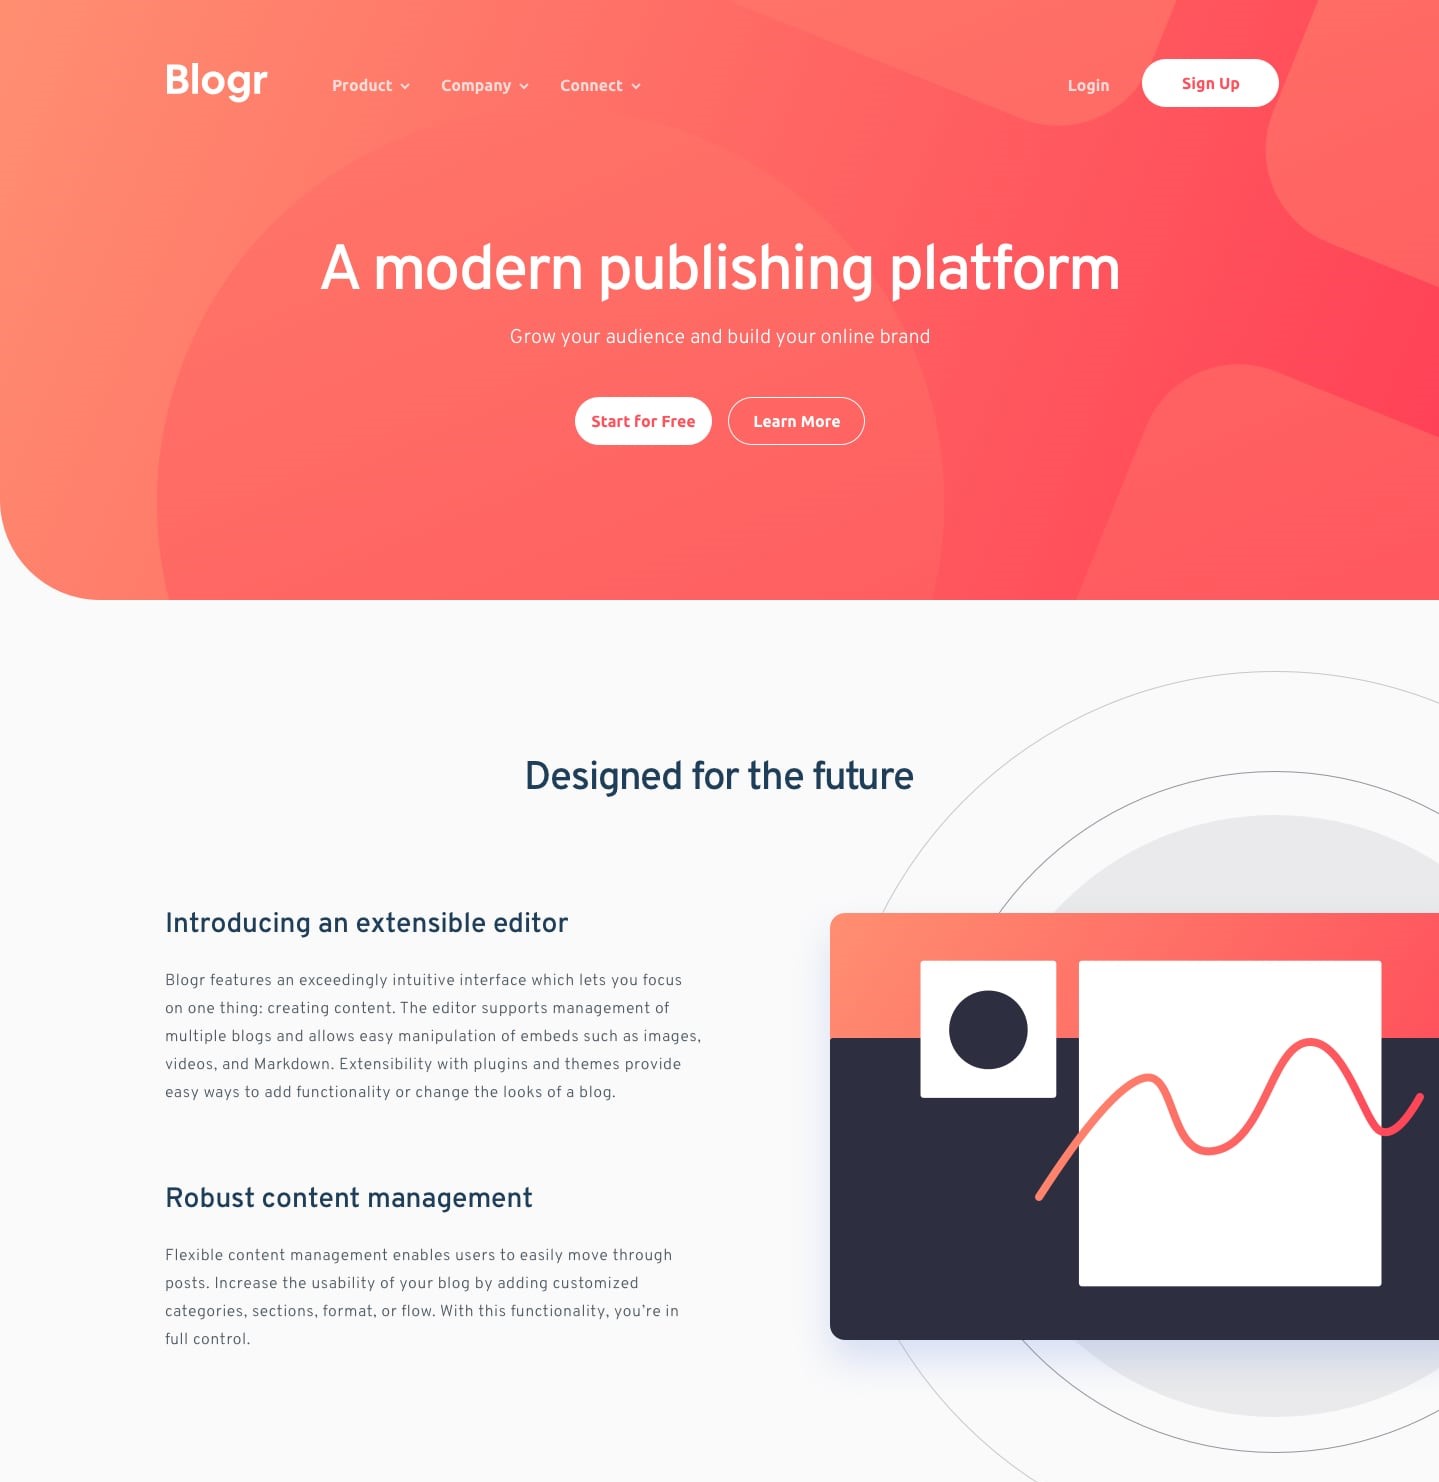 Blogr Product Company Connect Login Sign Up
A modern publishing platform
Grow your audience and build your online brand
Start for Free Learn More
Designed for the future
Introducing an extensible editor
Blogr features an exceedingly intuitive interface which lets you focus
on one thing: creating content. The editor supports management of
multiple blogs and allows easy manipulation of embeds such as images,
videos, and Markdown. Extensibility with plugins and themes provide
easy ways to add functionality or change the looks of a blog.
Robust content management
Flexible content management enables users to easily move through
posts. Increase the usability of your blog by adding customized
categories, sections, format, or flow. With this functionality, you’re in
full control.